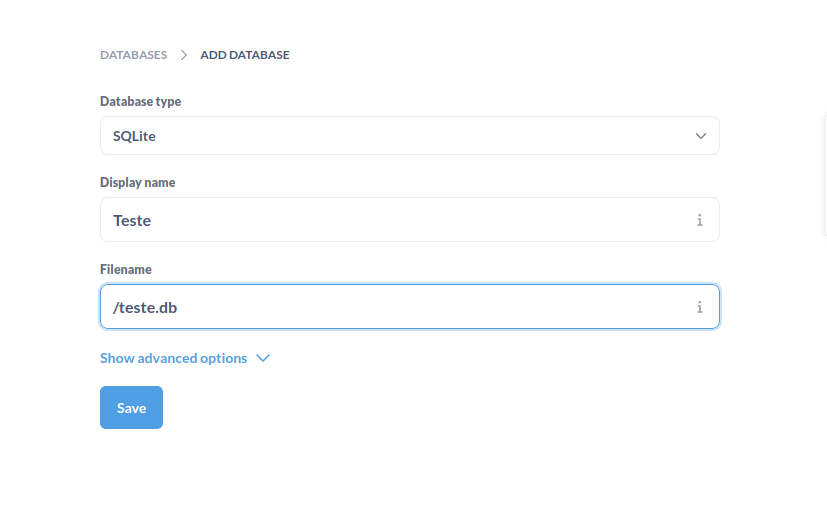 DATABASES > ADD DATABASE
Database type
SQLite
Display name
Teste
Filename
/teste.db
Show advanced options
Save